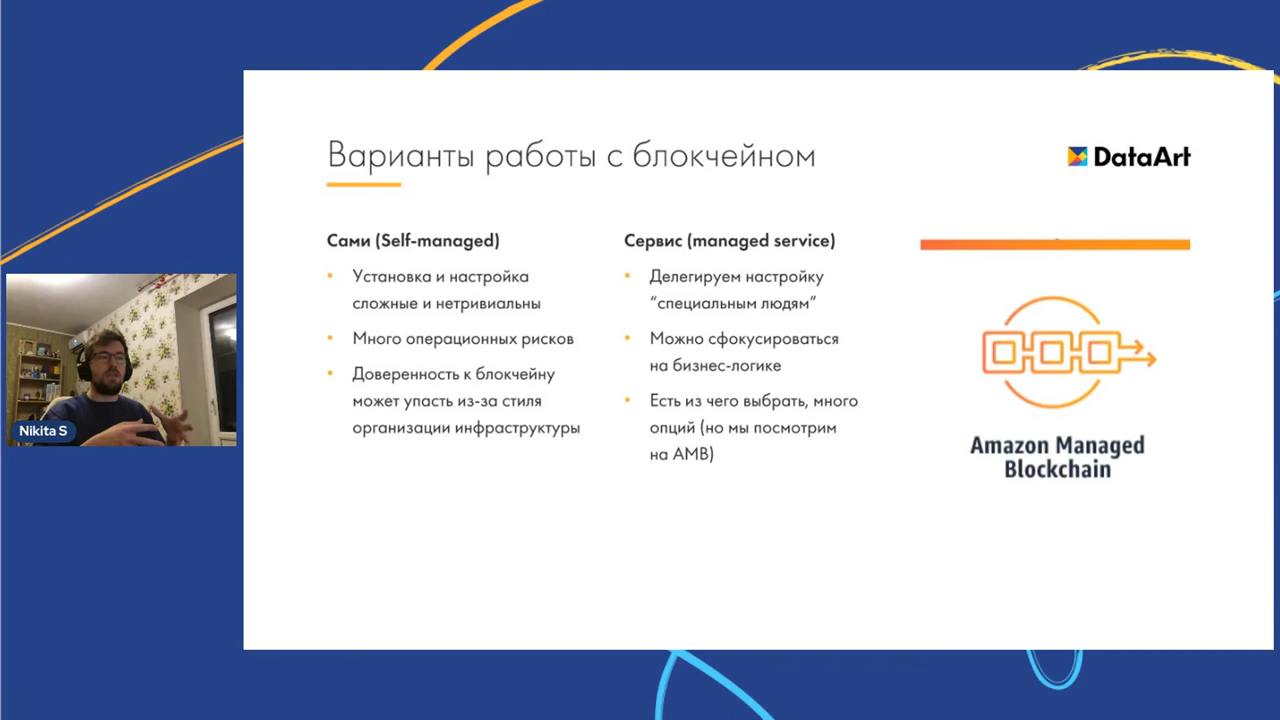 Варианты работы с блокчейном
DataArt
Сами (Self-managed)
Установка и настройка
сложные и нетривиальны
Много операционных рисков
Доверенность к блокчейну
может упасть из-за стиля
организации инфраструктуры
Сервис (managed service)
Делегируем настройку
“специальным людям”
Можно сфокусироваться
на бизнес-логике
Есть из чего выбрать, много
опций (но мы посмотрим
на AMB)
Amazon Managed
Blockchain
Nikita S